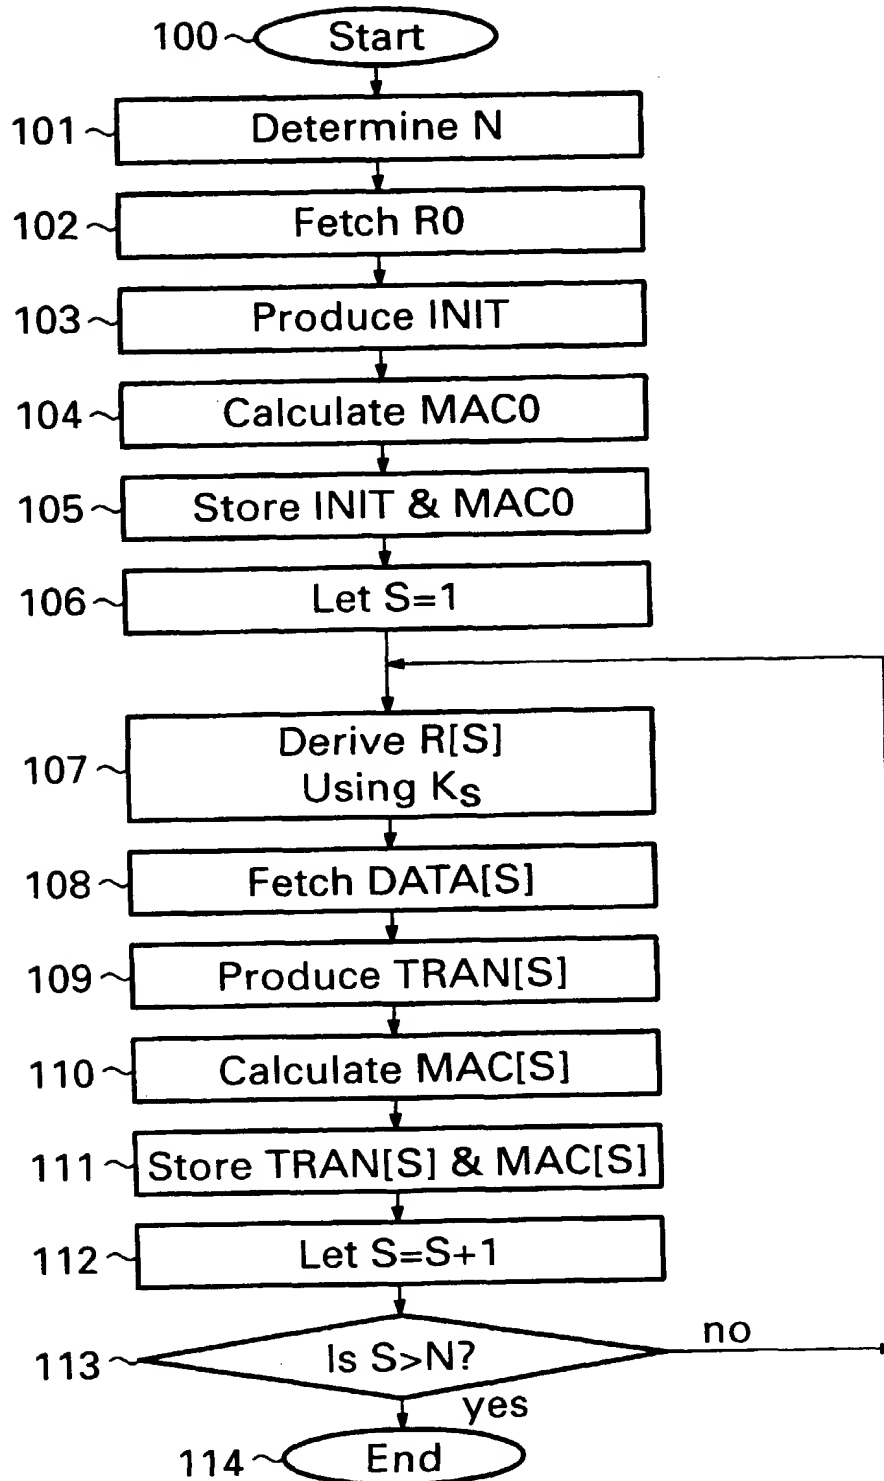 100 Start
101 Determine N
102 Fetch R0
103 Produce INIT
104 Calculate MAC0
105 Store INIT & MAC0
106 Let S=1
107 Derive R[S]
Using Ks
108 Fetch DATA[S]
109 Produce TRAN[S]
110 Calculate MAC[S]
111 Store TRAN[S] & MAC[S]
112 Let S=S+1
113 Is S>N? no
yes
114 End